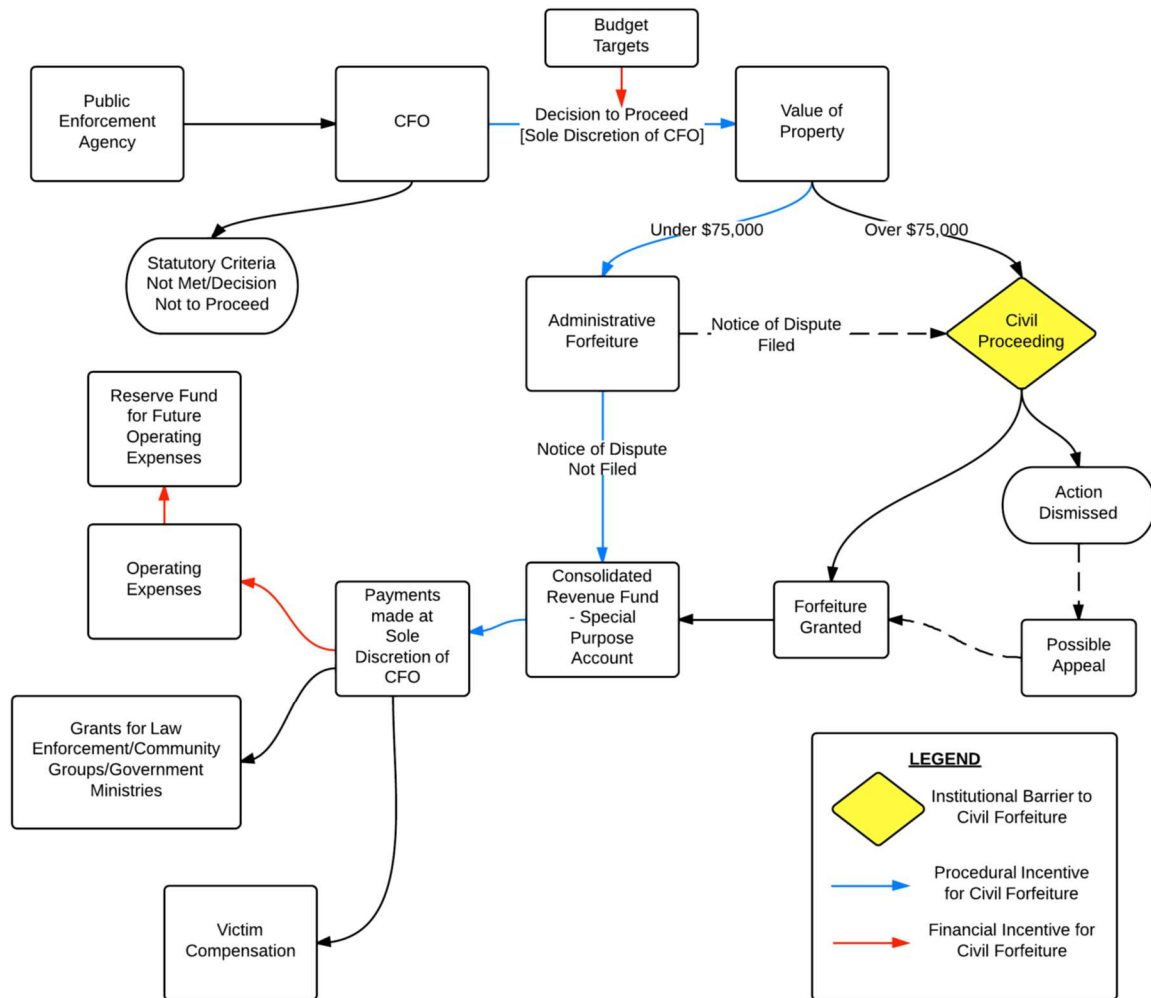 Budget
Targets
Public
Enforcement
Agency
CFO
Decision to Proceed
[Sole Discretion of CFO]
Value of
Property
Under $75,000
Over $75,000
Statutory Criteria
Not Met/Decision
Not to Proceed
Administrative
Forfeiture
Notice of Dispute
Filed
Civil
Proceeding
Reserve Fund
for Future
Operating
Expenses
Notice of Dispute
Not Filed
Action
Dismissed
Operating
Expenses
Payments
made at
Sole
Discretion of
CFO
Consolidated
Revenue Fund
- Special
Purpose
Account
Forfeiture
Granted
Possible
Appeal
Grants for Law
Enforcement/Community
Groups/Government
Ministries
Victim
Compensation
LEGEND
Institutional Barrier to
Civil Forfeiture
Procedural Incentive
for Civil Forfeiture
Financial Incentive for
Civil Forfeiture